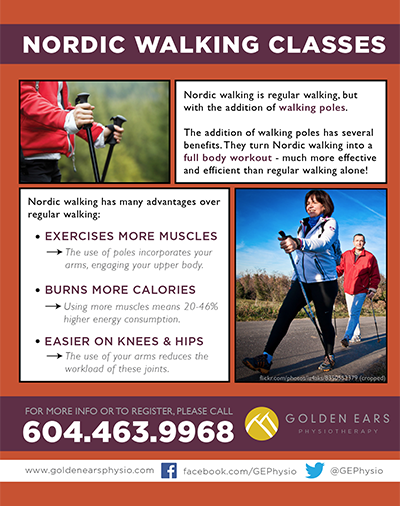 NORDIC WALKING CLASSES
Nordic walking is regular walking, but
with the addition of walking poles.
The addition of walking poles has several
benefits. They turn Nordic walking into a
full body workout - much more effective
and efficient than regular walking alone!
Nordic walking has many advantages over
regular walking:
• EXERCISES MORE MUSCLES
→ The use of poles incorporates your
arms, engaging your upper body.
• BURNS MORE CALORIES
→ Using more muscles means 20-46%
higher energy consumption.
• EASIER ON KNEES & HIPS
→ The use of your arms reduces the
workload of these joints.
(cropped)
FOR MORE INFO OR TO REGISTER, PLEASE CALL
604.463.9968
GOLDEN EARS
PHYSIOTHERAPY
www.goldenearsphysio.com
facebook.com/GEPhysio
@GEPhysio